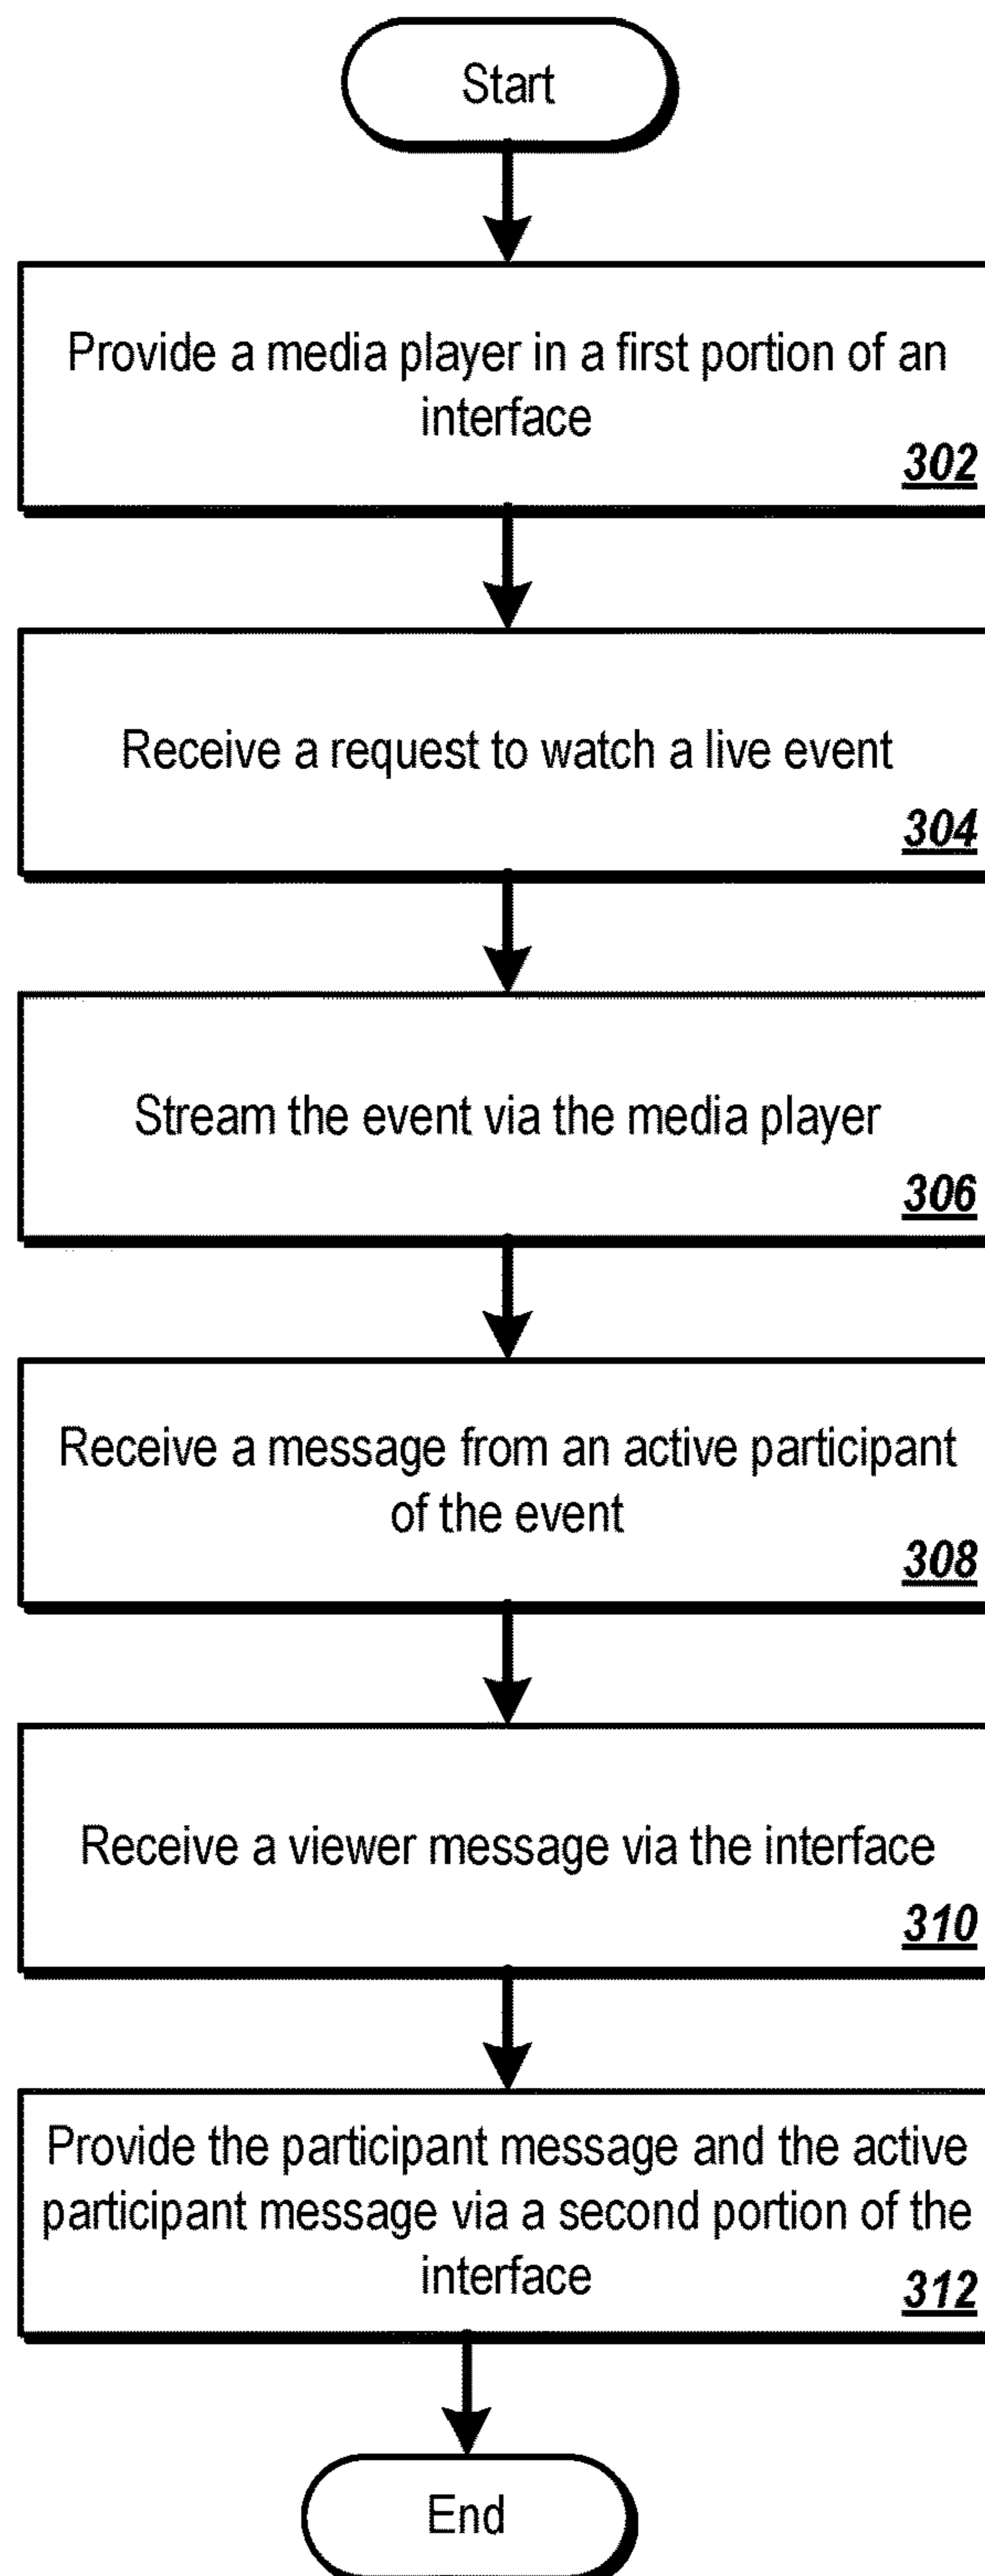 Start
Provide a media player in a first portion of an
interface
302
Receive a request to watch a live event
304
Stream the event via the media player
306
Receive a message from an active participant
of the event
308
Receive a viewer message via the interface
310
Provide the participant message and the active
participant message via a second portion of the
interface
312
End